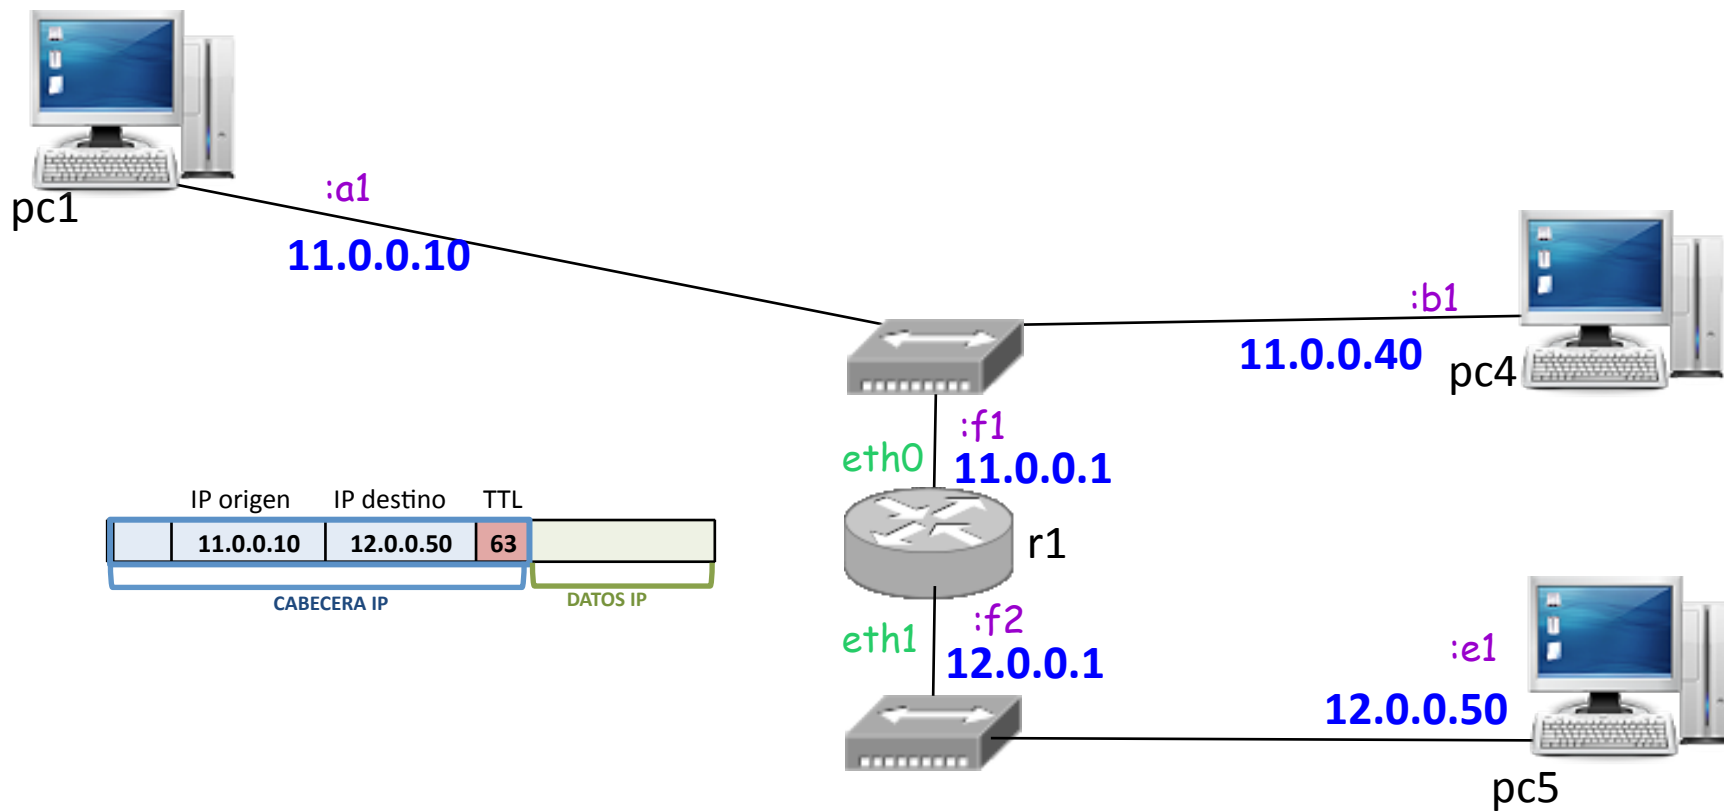 pc1
:a1
11.0.0.10
:b1
11.0.0.40
pc4
:f1
eth0
11.0.0.1
IP origen IP destino TTL
11.0.0.10 12.0.0.50 63
CABECERA IP DATOS IP
r1
:f2
eth1
12.0.0.1
:e1
12.0.0.50
pc5